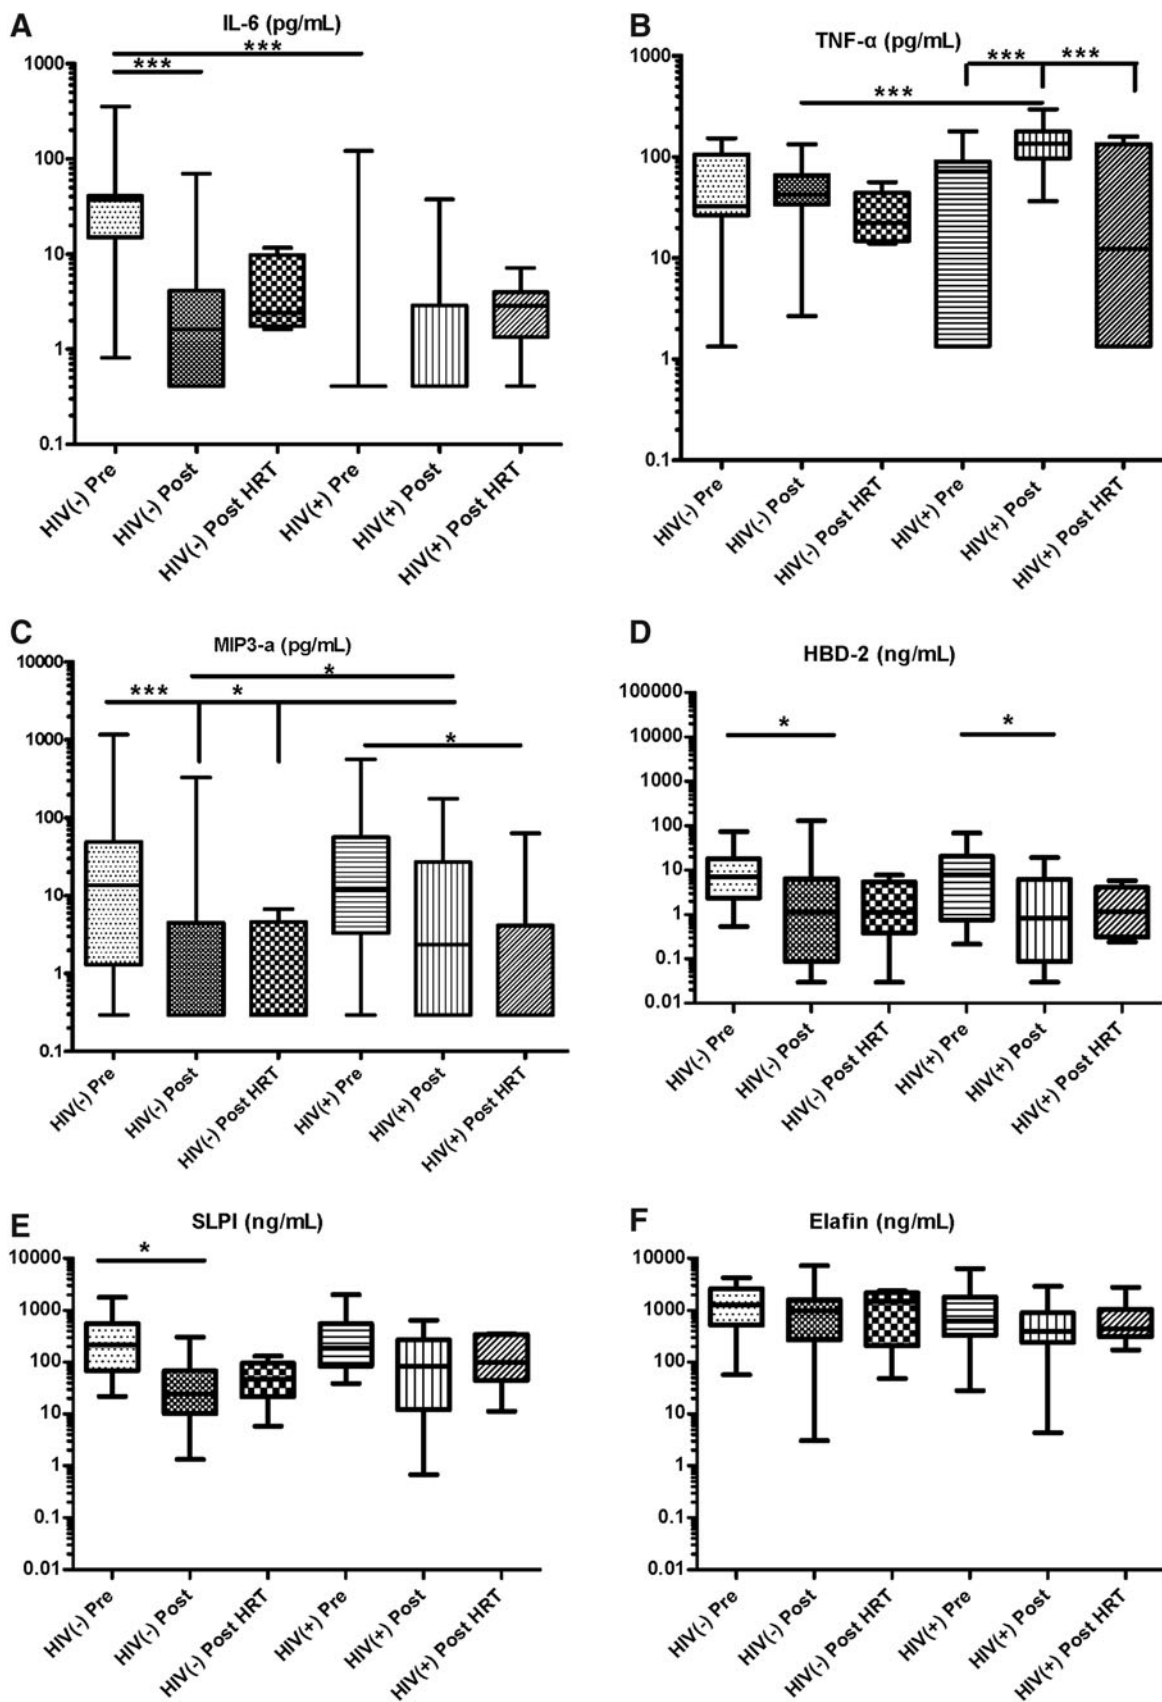 A
IL-6 (pg/mL)
***
***
1000
100
10
1
0.1
HIV(-) Pre
HIV(-) Post
HIV(-) Post HRT
HIV(+) Pre
HIV(+) Post
HIV(+) Post HRT
B
TNF-α (pg/mL)
*** ***
***
1000
100
10
1
0.1
HIV(-) Pre
HIV(-) Post
HIV(-) Post HRT
HIV(+) Pre
HIV(+) Post
HIV(+) Post HRT
C
MIP3-a (pg/mL)
*
*** *
*
10000
1000
100
10
1
0.1
HIV(-) Pre
HIV(-) Post
HIV(-) Post HRT
HIV(+) Pre
HIV(+) Post
HIV(+) Post HRT
D
HBD-2 (ng/mL)
* *
100000
10000
1000
100
10
1
0.1
0.01
HIV(-) Pre
HIV(-) Post
HIV(-) Post HRT
HIV(+) Pre
HIV(+) Post
HIV(+) Post HRT
E
SLPI (ng/mL)
*
10000
1000
100
10
1
0.1
0.01
HIV(-) Pre
HIV(-) Post
HIV(-) Post HRT
HIV(+) Pre
HIV(+) Post
HIV(+) Post HRT
F
Elafin (ng/mL)
10000
1000
100
10
1
0.1
0.01
HIV(-) Pre
HIV(-) Post
HIV(-) Post HRT
HIV(+) Pre
HIV(+) Post
HIV(+) Post HRT